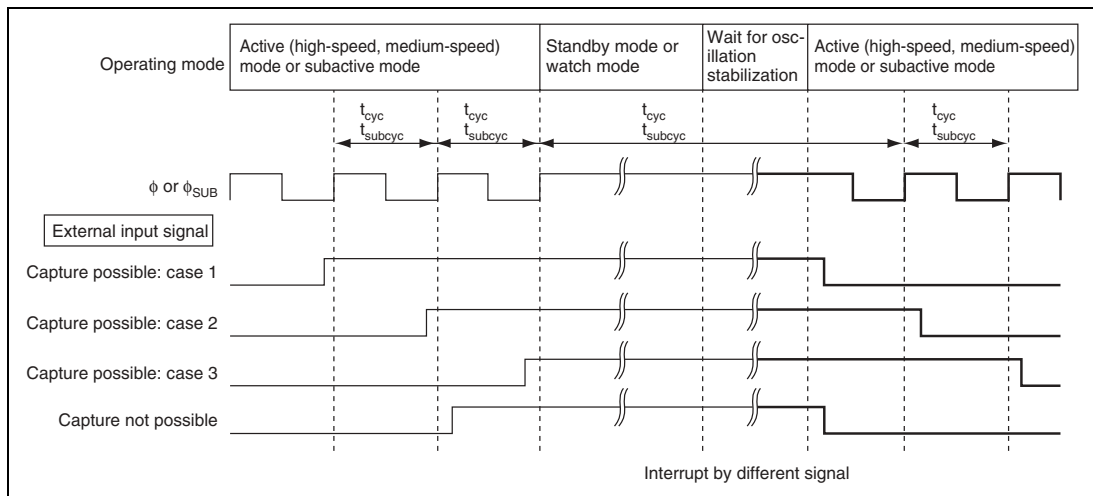 Operating mode
Active (high-speed, medium-speed)
mode or subactive mode
Standby mode or
watch mode
Wait for osc-
illation
stabilization
Active (high-speed, medium-speed)
mode or subactive mode
tcyc
tsubcyc
tcyc
tsubcyc
tcyc
tsubcyc
tcyc
tsubcyc
ϕ or ϕSUB
External input signal
Capture possible: case 1
Capture possible: case 2
Capture possible: case 3
Capture not possible
Interrupt by different signal